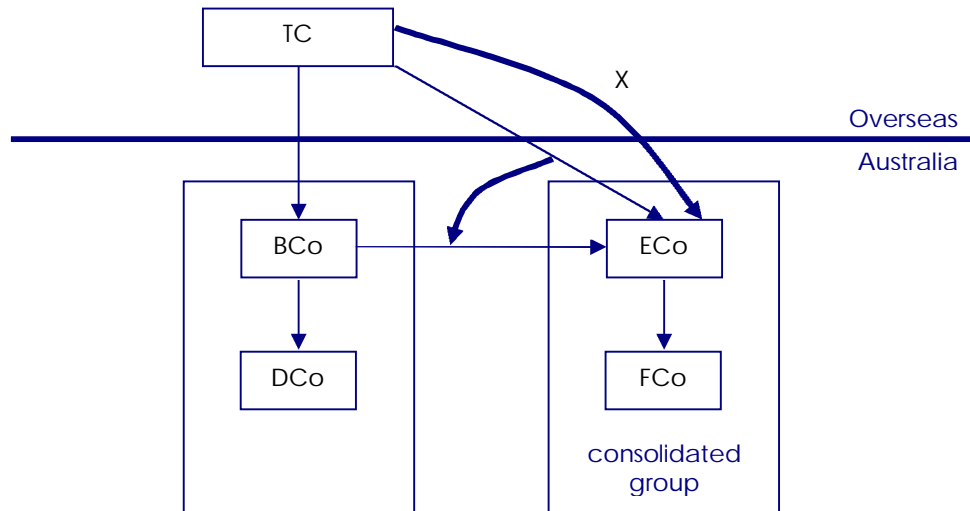 TC
X
Overseas
Australia
BCo
ECo
DCo
FCo
consolidated
group